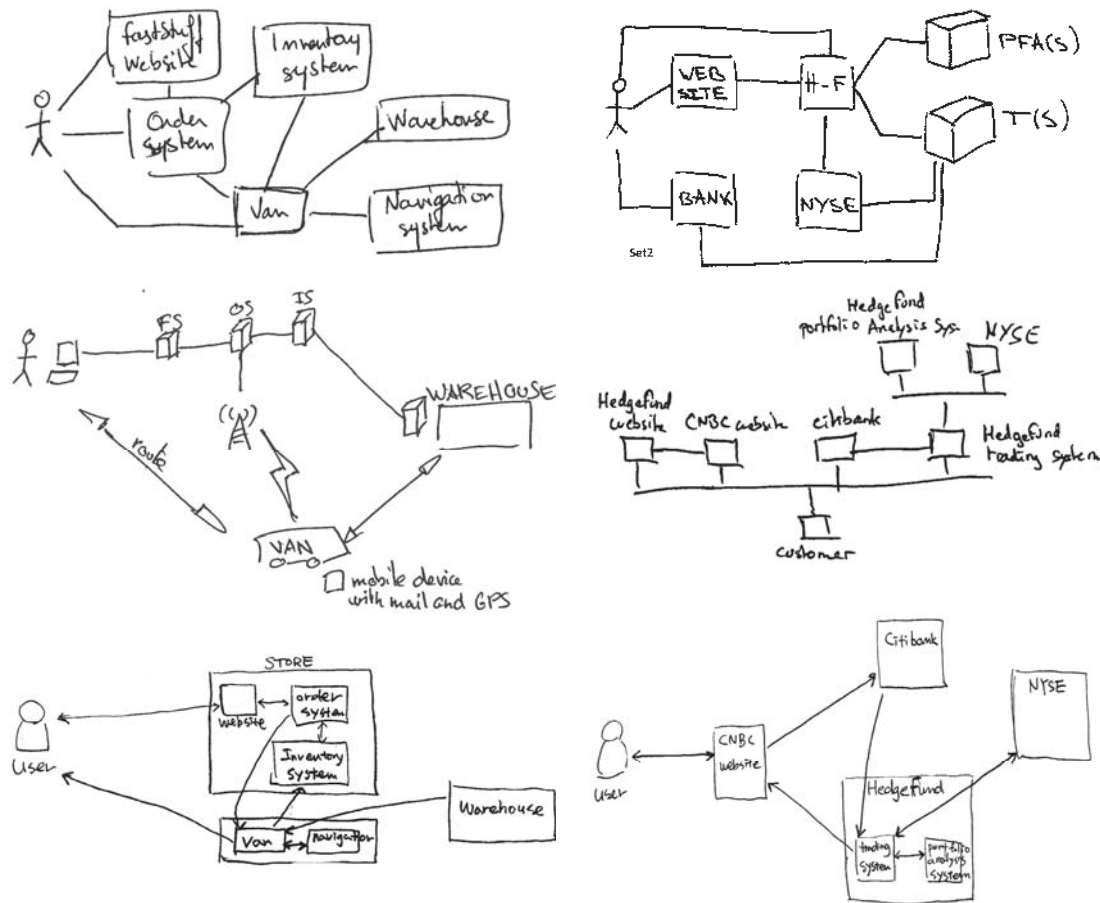 FastStuff
Website
Inventory
system
Order
system
Warehouse
Van
Navigation
system
WEB
SITE
H-F
PFA(S)
T(S)
BANK
NYSE
Set2
FS
OS
IS
WAREHOUSE
route
VAN
mobile device
with mail and GPS
Hedgefund
portfolio Analysis Sys.
NYSE
Hedgefund
website
CNBC website
citibank
Hedgefund
trading system
customer
STORE
website
order
system
Inventory
system
User
Van
navigation
Warehouse
Citibank
NYSE
CNBC
website
User
Hedgefund
trading
system
portfolio
analysis
system